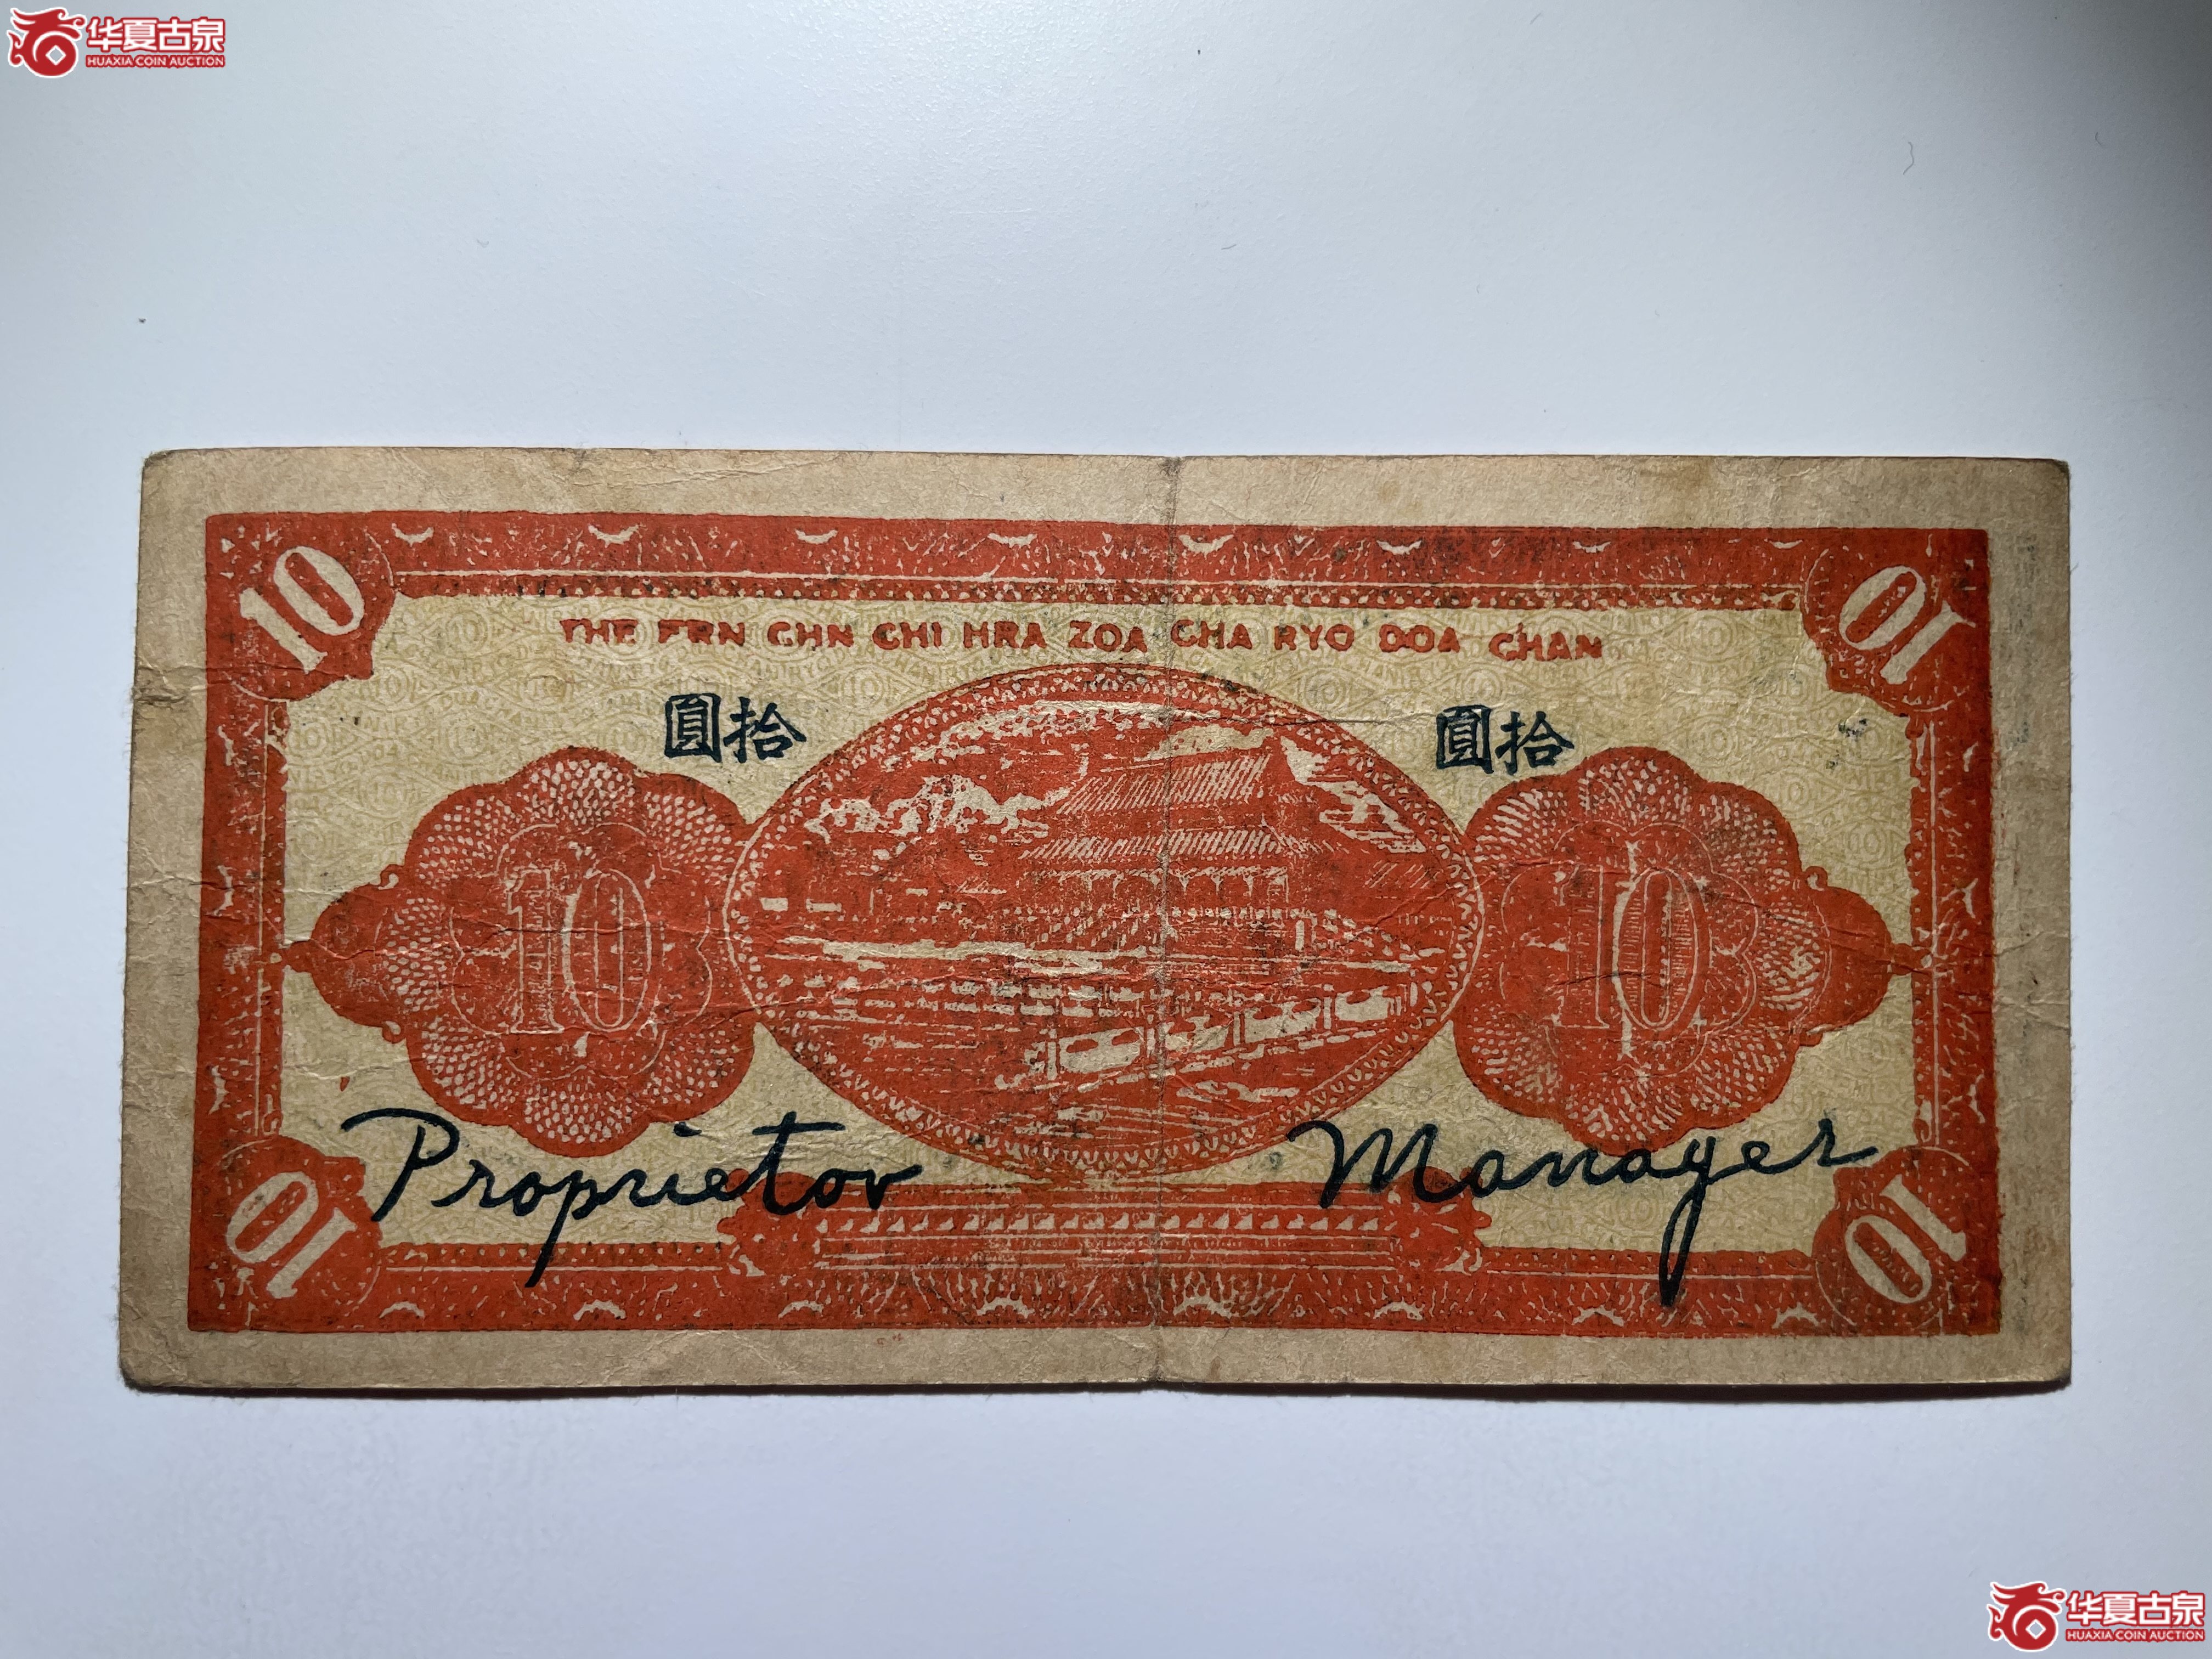 华夏古泉
HUAXIA COIN AUCTION
10
10
THE FRN GHN CHI HRA ZOA CHA RYO DOA CHAN
圓拾
圓拾
10
10
Proprietor
Manager
10
10
华夏古泉
HUAXIA COIN AUCTION